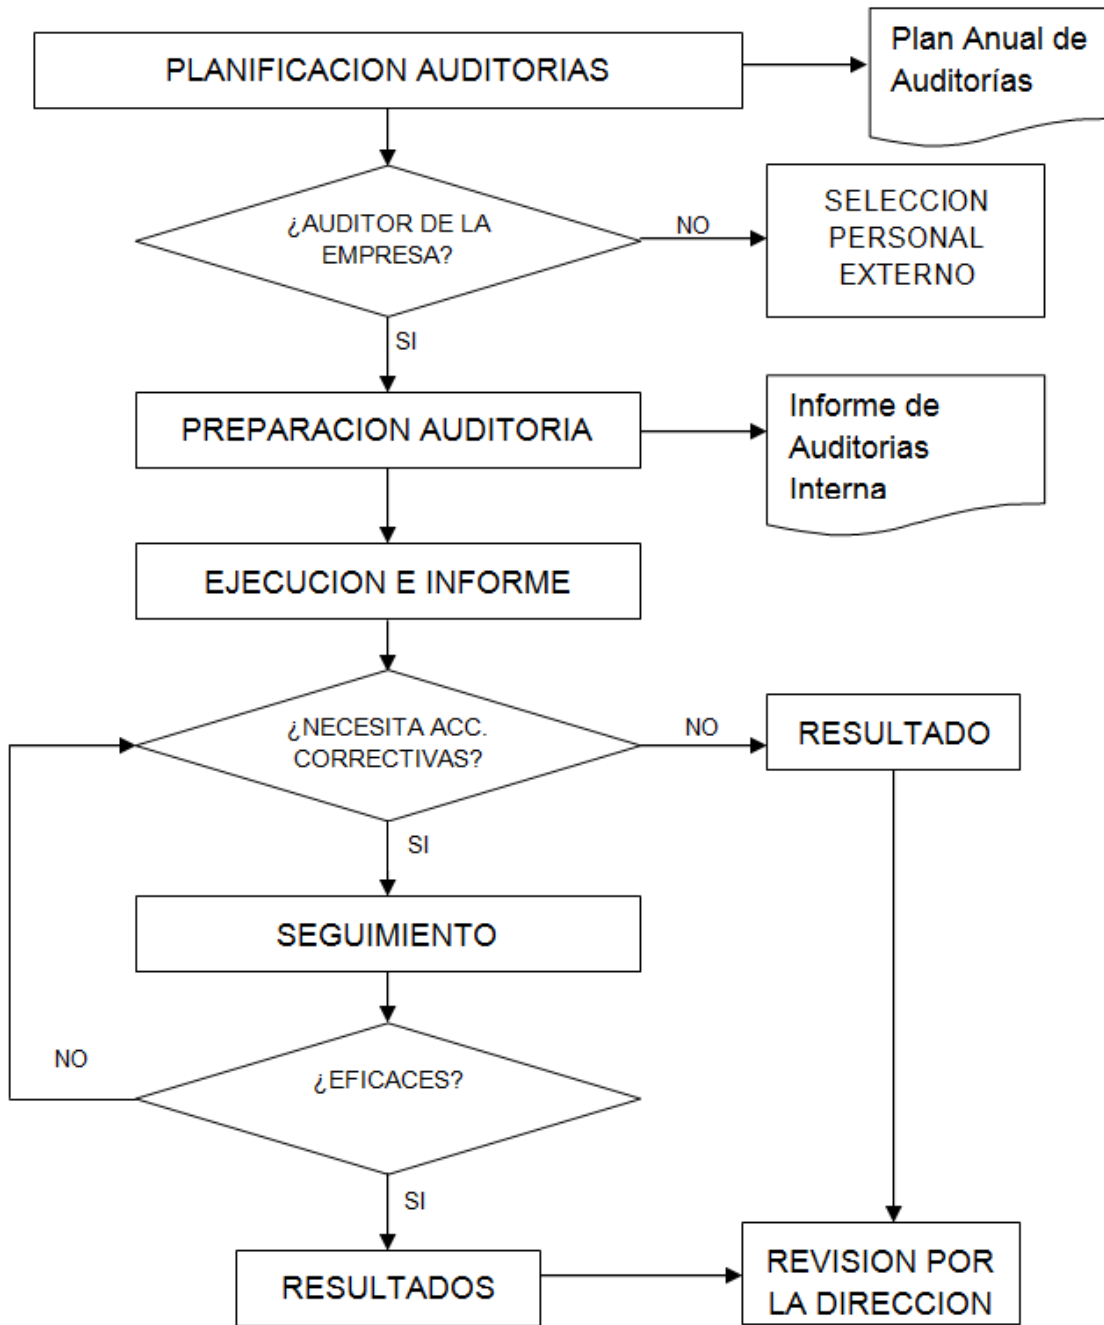 PLANIFICACION AUDITORIAS
Plan Anual de
Auditorías
¿AUDITOR DE LA
EMPRESA?
NO
SELECCION
PERSONAL
EXTERNO
SI
PREPARACION AUDITORIA
Informe de
Auditorias
Interna
EJECUCION E INFORME
¿NECESITA ACC.
CORRECTIVAS?
NO
RESULTADO
SI
SEGUIMIENTO
¿EFICACES?
NO
SI
RESULTADOS
REVISION POR
LA DIRECCION